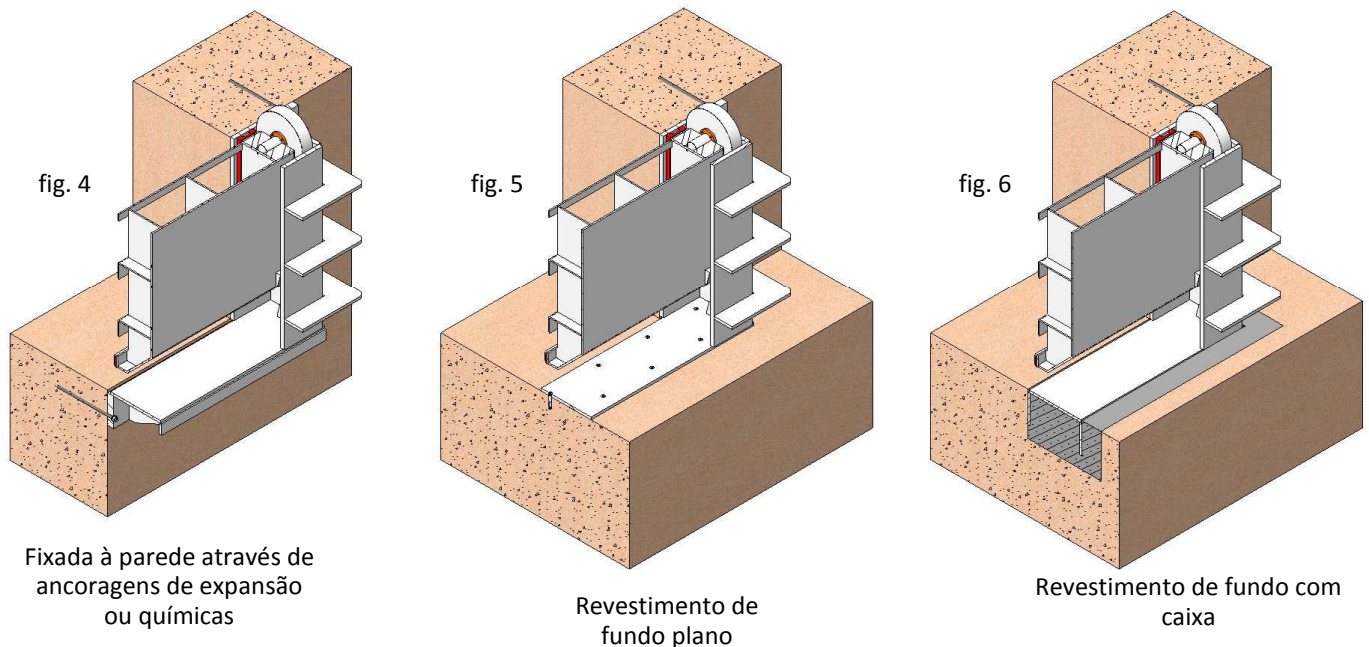 fig. 4
fig. 5
fig. 6
Fixada à parede através de
ancoragens de expansão
ou químicas
Revestimento de
fundo plano
Revestimento de fundo com
caixa